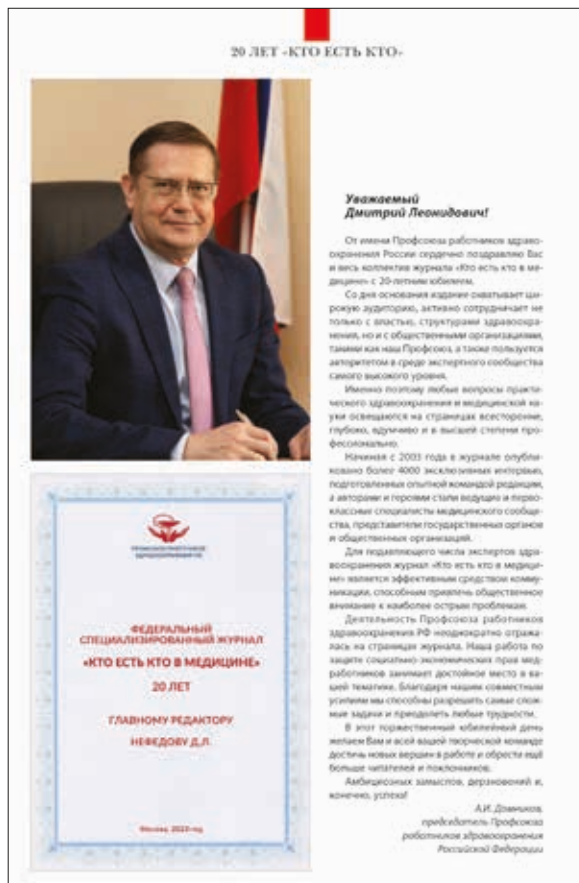 20 ЛЕТ «КТО ЕСТЬ КТО»
Уважаемый
Дмитрий Леонидович!
От имени Профсоюза работников здраво-
охранения России сердечно поздравляю Вас
и весь коллектив журнала «Кто есть кто в ме-
дицине» с 20-летним юбилеем.
Со дня основания издание охватывает ши-
рокую аудиторию, активно сотрудничает не
только с властью, структурами здравоохра-
нения, но и с общественными организациями,
такими как наш Профсоюз, а также пользуется
авторитетом в среде экспертного сообщества
самого высокого уровня.
Именно поэтому любые вопросы практи-
ческого здравоохранения и медицинской на-
уки освещаются на страницах всесторонне,
глубоко, вдумчиво и в высшей степени про-
фессионально.
Начиная с 2003 года в журнале опубли-
ковано более 4000 эксклюзивных интервью,
подготовленных опытной командой редакции,
а авторами и героями стали ведущие и перво-
классные специалисты медицинского сообще-
ства, представители государственных органов
и общественных организаций.
Для подавляющего числа экспертов здра-
воохранения журнал «Кто есть кто в медици-
не» является эффективным средством комму-
никации, способным привлечь общественное
внимание к наиболее острым проблемам.
Деятельность Профсоюза работников
здравоохранения РФ неоднократно отража-
лась на страницах журнала. Наша работа по
защите социально-экономических прав мед-
работников занимает достойное место в ва-
шей тематике. Благодаря нашим совместным
усилиям мы способны разрешить самые слож-
ные задачи и преодолеть любые трудности.
В этот торжественный юбилейный день
желаем Вам и всей вашей творческой команде
достичь новых вершин в работе и обрести ещё
больше читателей и поклонников.
Амбициозных замыслов, дерзновений и,
конечно, успеха!
А.И. Домников,
председатель Профсоюза
работников здравоохранения
Российской Федерации
ПРОФСОЮЗ РАБОТНИКОВ
ЗДРАВООХРАНЕНИЯ РФ
ФЕДЕРАЛЬНЫЙ
СПЕЦИАЛИЗИРОВАННЫЙ ЖУРНАЛ
«КТО ЕСТЬ КТО В МЕДИЦИНЕ»
20 ЛЕТ
ГЛАВНОМУ РЕДАКТОРУ
НЕФЕДОВУ Д.Л.
Москва, 2023 год